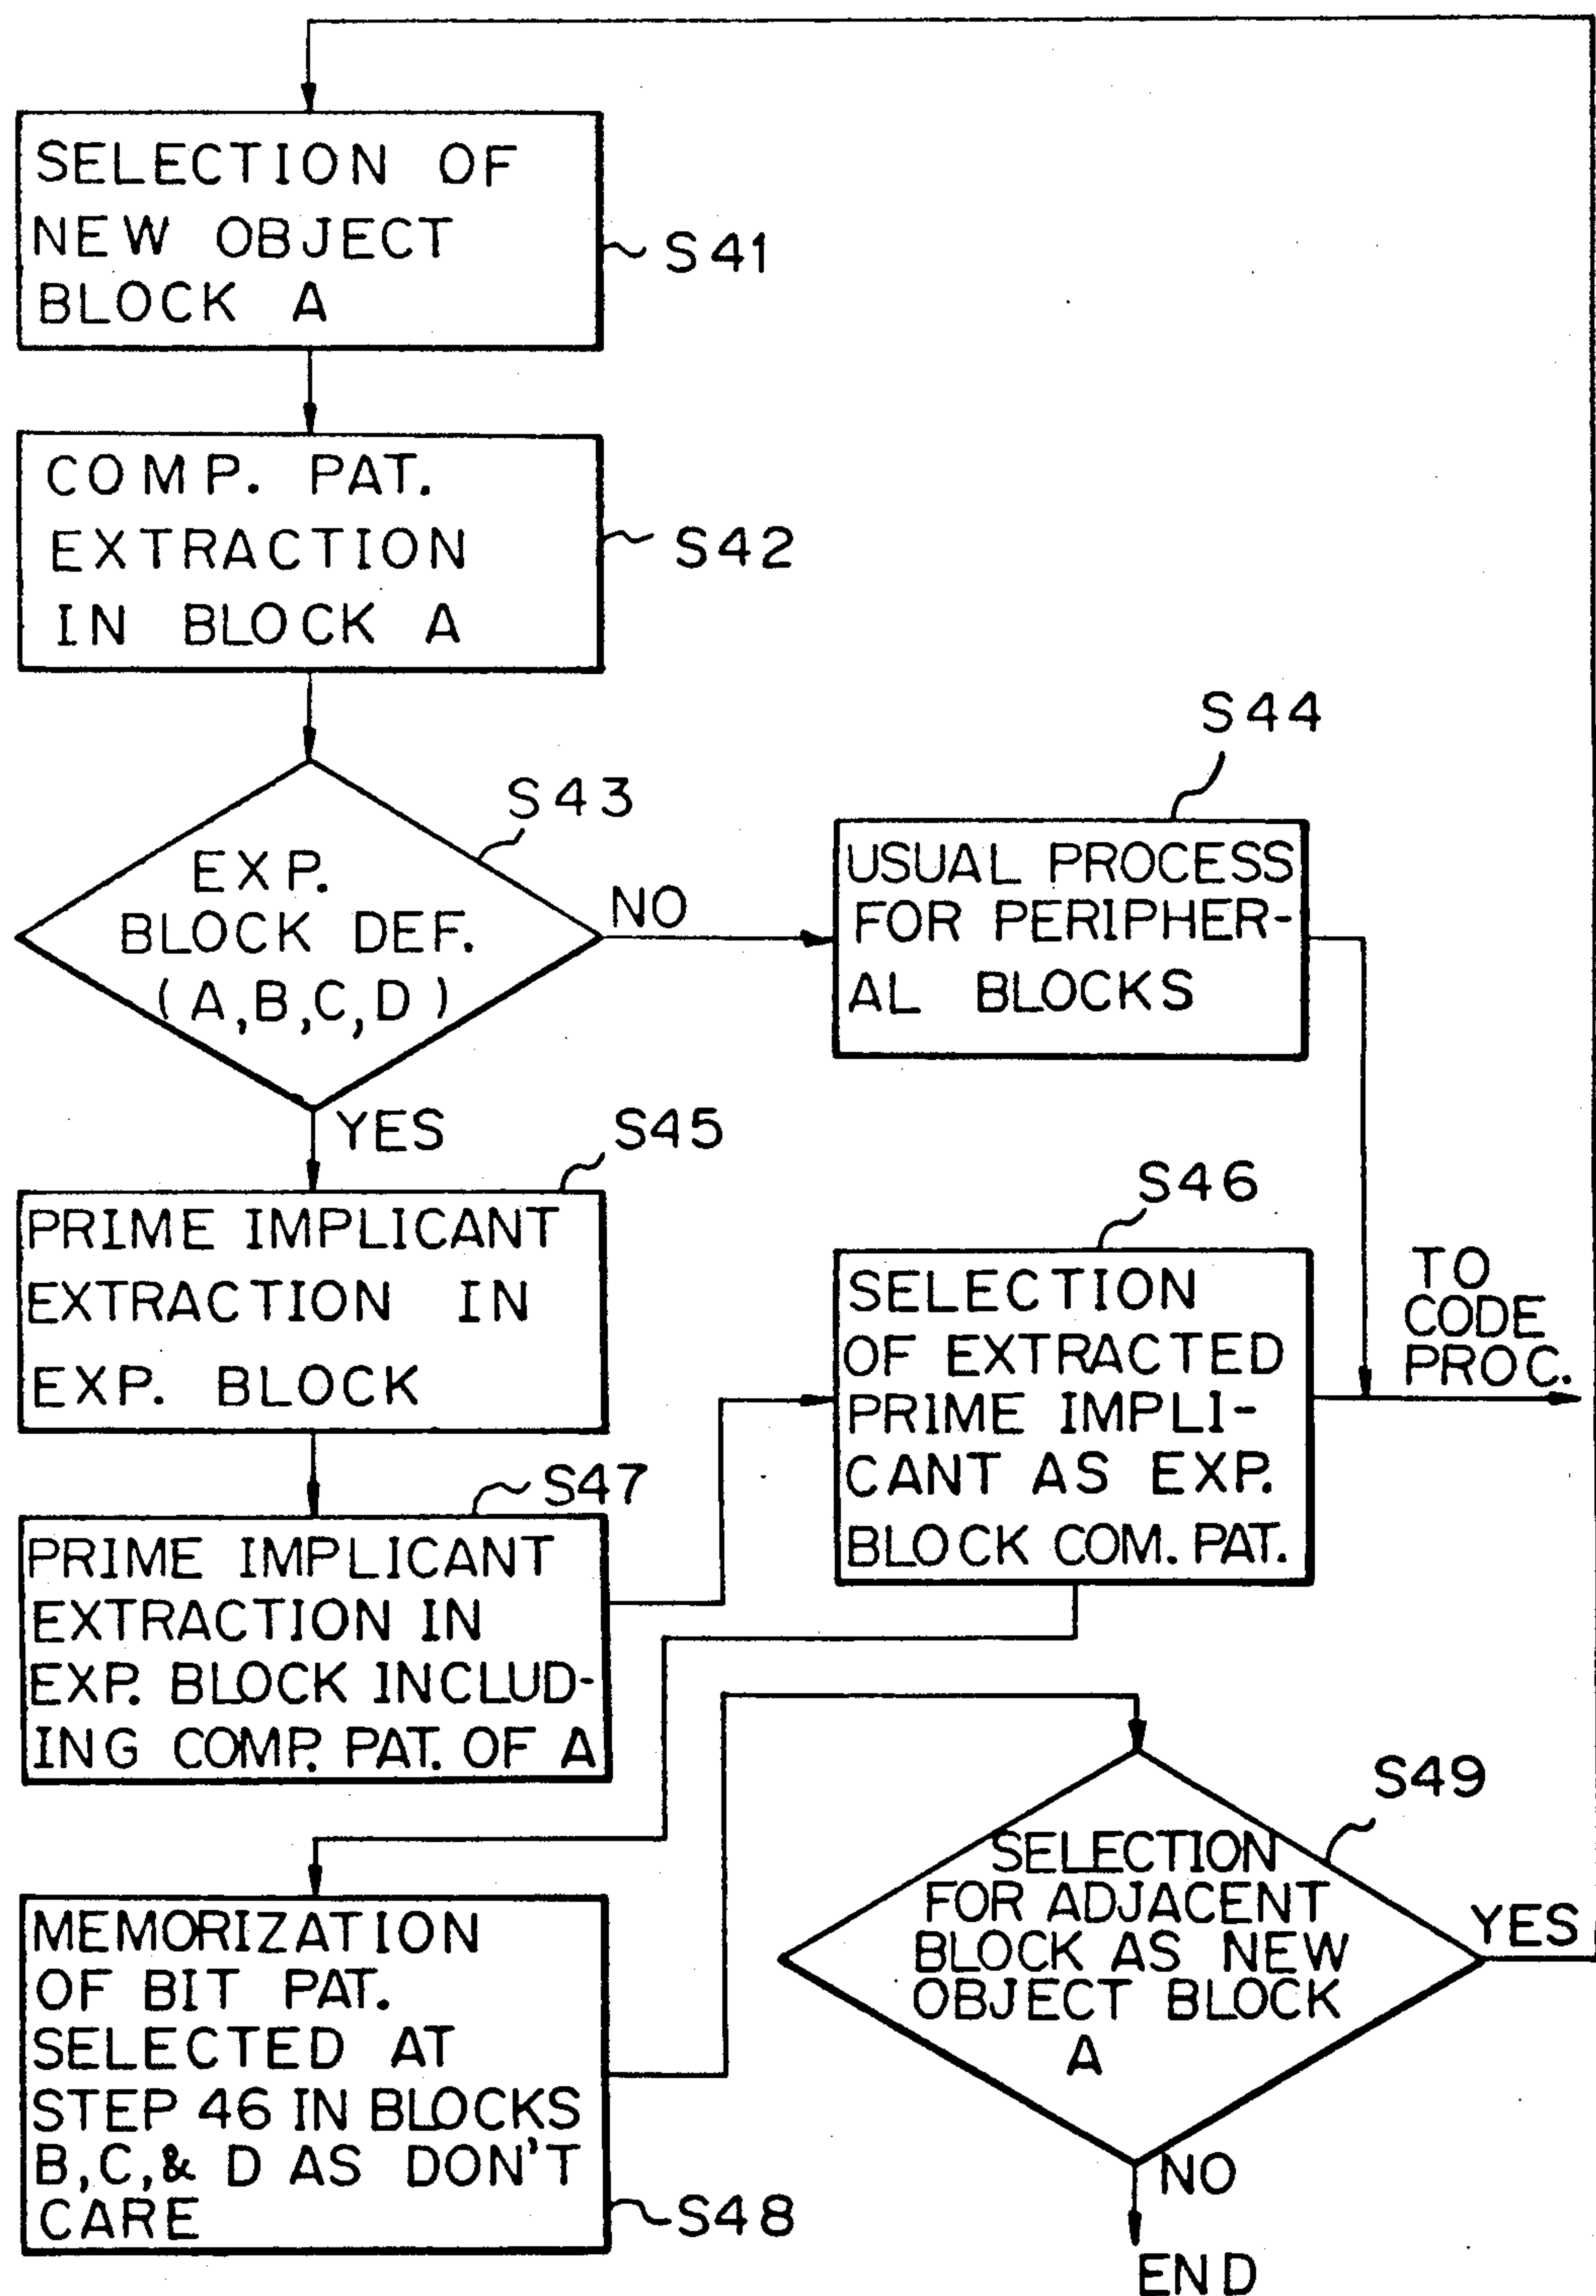 SELECTION OF
NEW OBJECT
BLOCK A
S41
COMP. PAT.
EXTRACTION
IN BLOCK A
S42
S43
EXP.
BLOCK DEF.
(A,B,C,D)
NO
YES
S44
USUAL PROCESS
FOR PERIPHER-
AL BLOCKS
S45
PRIME IMPLICANT
EXTRACTION IN
EXP. BLOCK
S46
SELECTION
OF EXTRACTED
PRIME IMPLI-
CANT AS EXP.
BLOCK COM. PAT.
TO
CODE
PROC.
S47
PRIME IMPLICANT
EXTRACTION IN
EXP. BLOCK INCLUD-
ING COMP. PAT. OF A
MEMORIZATION
OF BIT PAT.
SELECTED AT
STEP 46 IN BLOCKS
B,C,& D AS DON'T
CARE
S48
S49
SELECTION
FOR ADJACENT
BLOCK AS NEW
OBJECT BLOCK
A
YES
NO
END